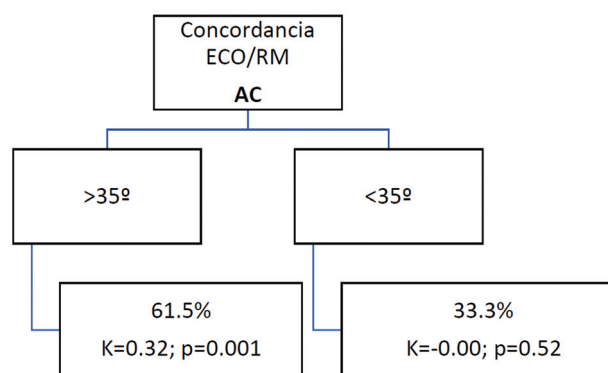 Concordancia
ECO/RM
AC
>35º
<35º
61.5%
K=0.32; p=0.001
33.3%
K=-0.00; p=0.52